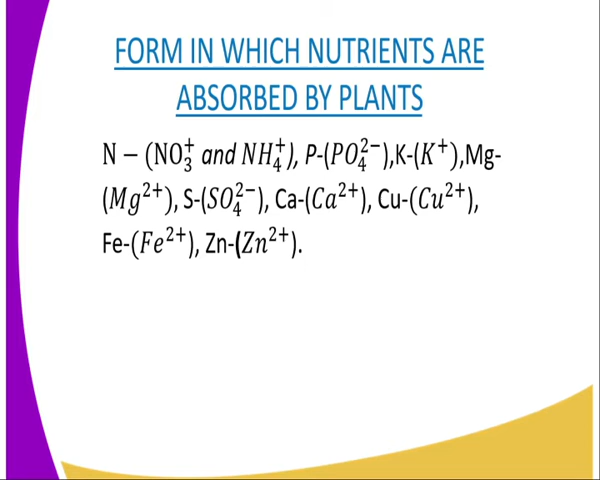 FORM IN WHICH NUTRIENTS ARE
ABSORBED BY PLANTS
N − (NO₃⁺ and NH₄⁺), P-(PO₄²⁻),K-(K⁺),Mg-
(Mg²⁺), S-(SO₄²⁻), Ca-(Ca²⁺), Cu-(Cu²⁺),
Fe-(Fe²⁺), Zn-(Zn²⁺).